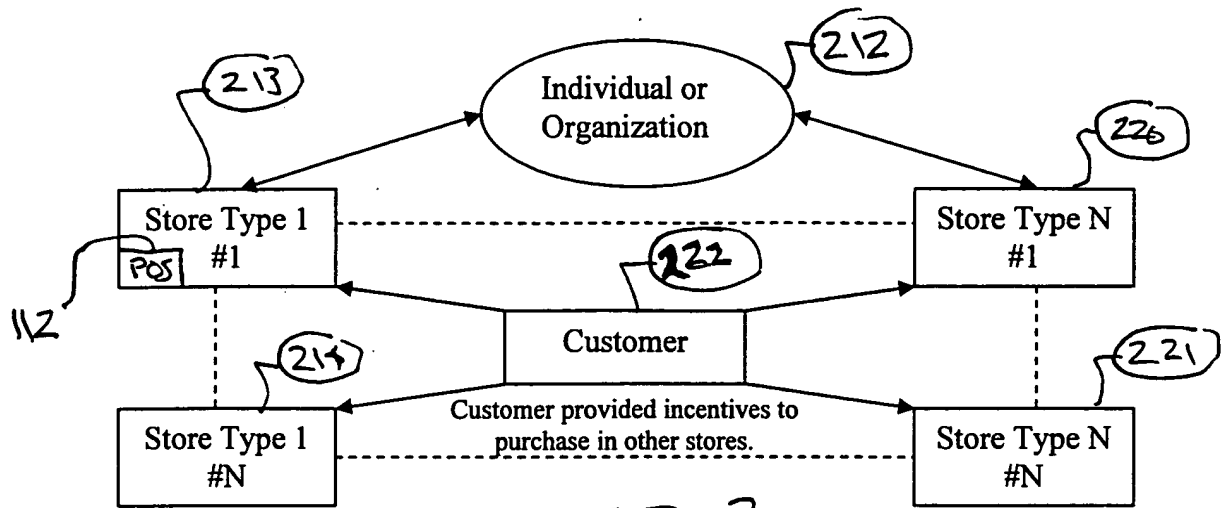 212
213
Individual or
Organization
220
Store Type 1
#1
POS
Store Type N
#1
222
112
Customer
214
221
Customer provided incentives to
purchase in other stores.
Store Type 1
#N
Store Type N
#N